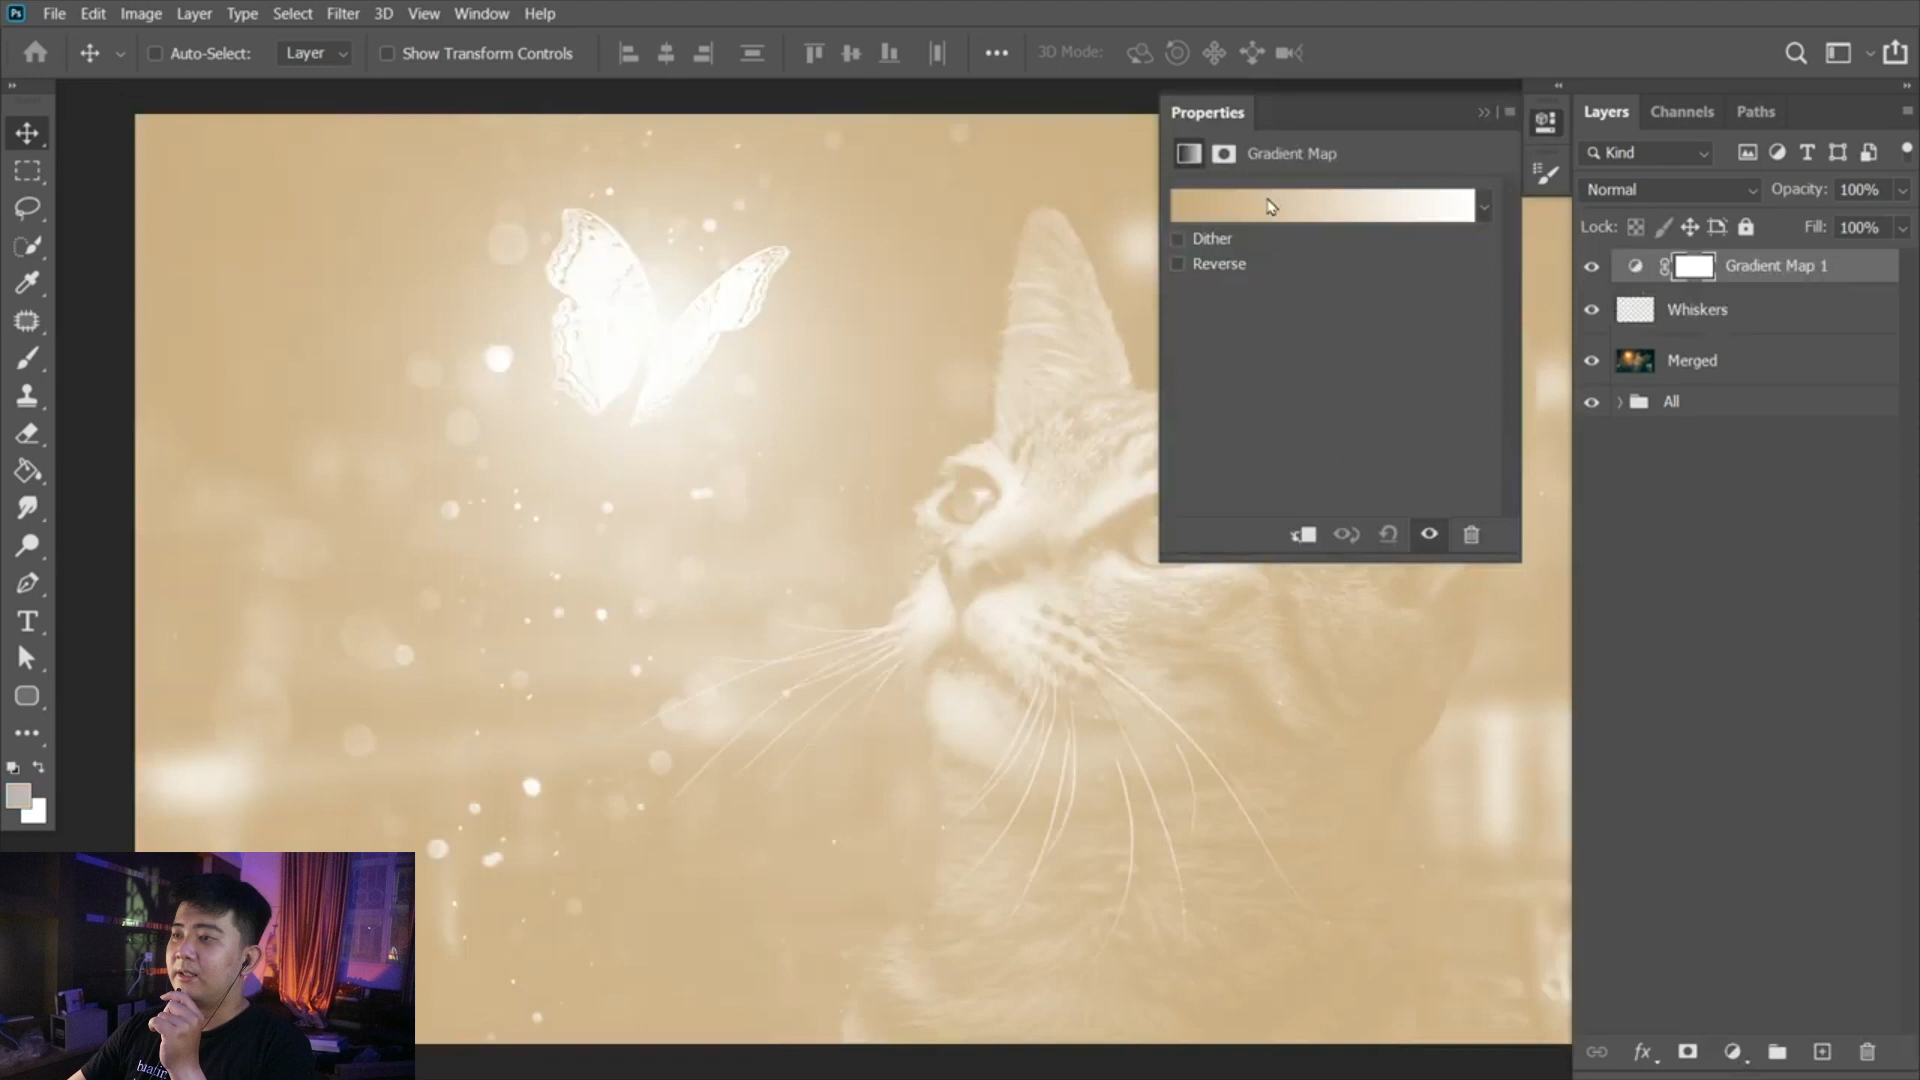 Ps File Edit Image Layer Type Select Filter 3D View Window Help
Auto-Select: Layer Show Transform Controls 3D Mode:
Properties
Gradient Map
Dither
Reverse
Layers Channels Paths
Kind
Normal Opacity: 100%
Lock: Fill: 100%
Gradient Map 1
Whiskers
Merged
All
fx